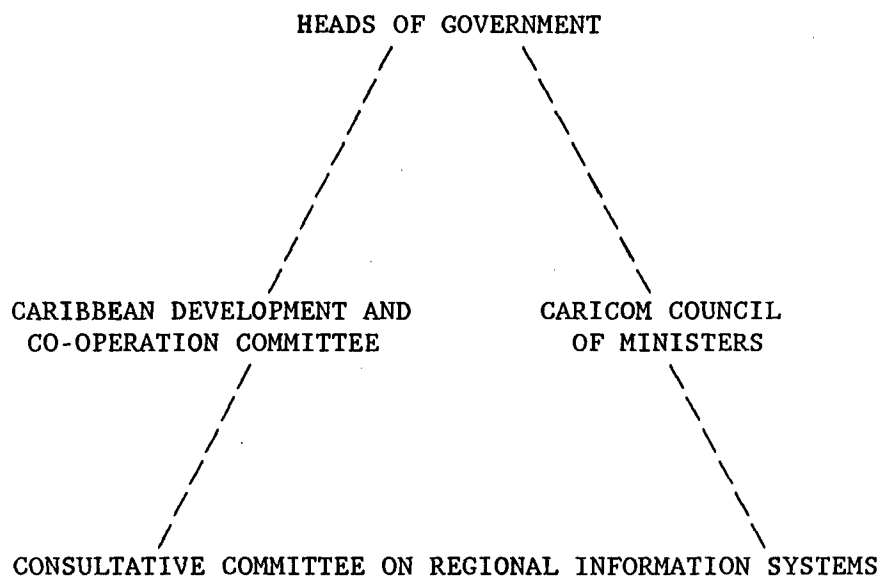 HEADS OF GOVERNMENT
CARIBBEAN DEVELOPMENT AND
CO-OPERATION COMMITTEE
CARICOM COUNCIL
OF MINISTERS
CONSULTATIVE COMMITTEE ON REGIONAL INFORMATION SYSTEMS